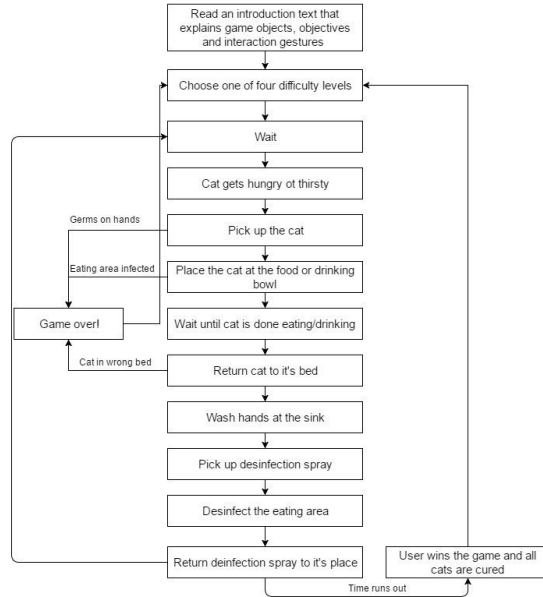 Read an introduction text that
explains game objects, objectives
and interaction gestures
Choose one of four difficulty levels
Wait
Cat gets hungry ot thirsty
Germs on hands
Pick up the cat
Eating area infected
Place the cat at the food or drinking
bowl
Game over!
Wait until cat is done eating/drinking
Cat in wrong bed
Return cat to it's bed
Wash hands at the sink
Pick up desinfection spray
Desinfect the eating area
Return deinfection spray to it's place
User wins the game and all
cats are cured
Time runs out